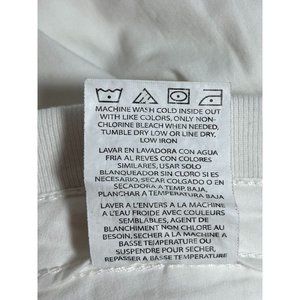 MACHINE WASH COLD INSIDE OUT
WITH LIKE COLORS, ONLY NON-
CHLORINE BLEACH WHEN NEEDED,
TUMBLE DRY LOW OR LINE DRY,
LOW IRON
LAVAR EN LAVADORA CON AGUA
FRIA AL REVES CON COLORES
SIMILARES, USAR SOLO
BLANQUEADOR SIN CLORO SI ES
NECESARIO, SECAR COLGADO O EN
SECADORA A TEMP. BAJA,
PLANCHAR A TEMPERATURA BAJA
LAVER A L'ENVERS A LA MACHINE
A L'EAU FROIDE AVEC COULEURS
SEMBLABLES, AGENT DE
BLANCHIMENT NON CHLORÉ AU
BESOIN, SECHER A LA MACHINE A
BASSE TEMPERATURE OU
SUSPENDRE POUR SECHER,
REPASSER A BASSE TEMPERATURE